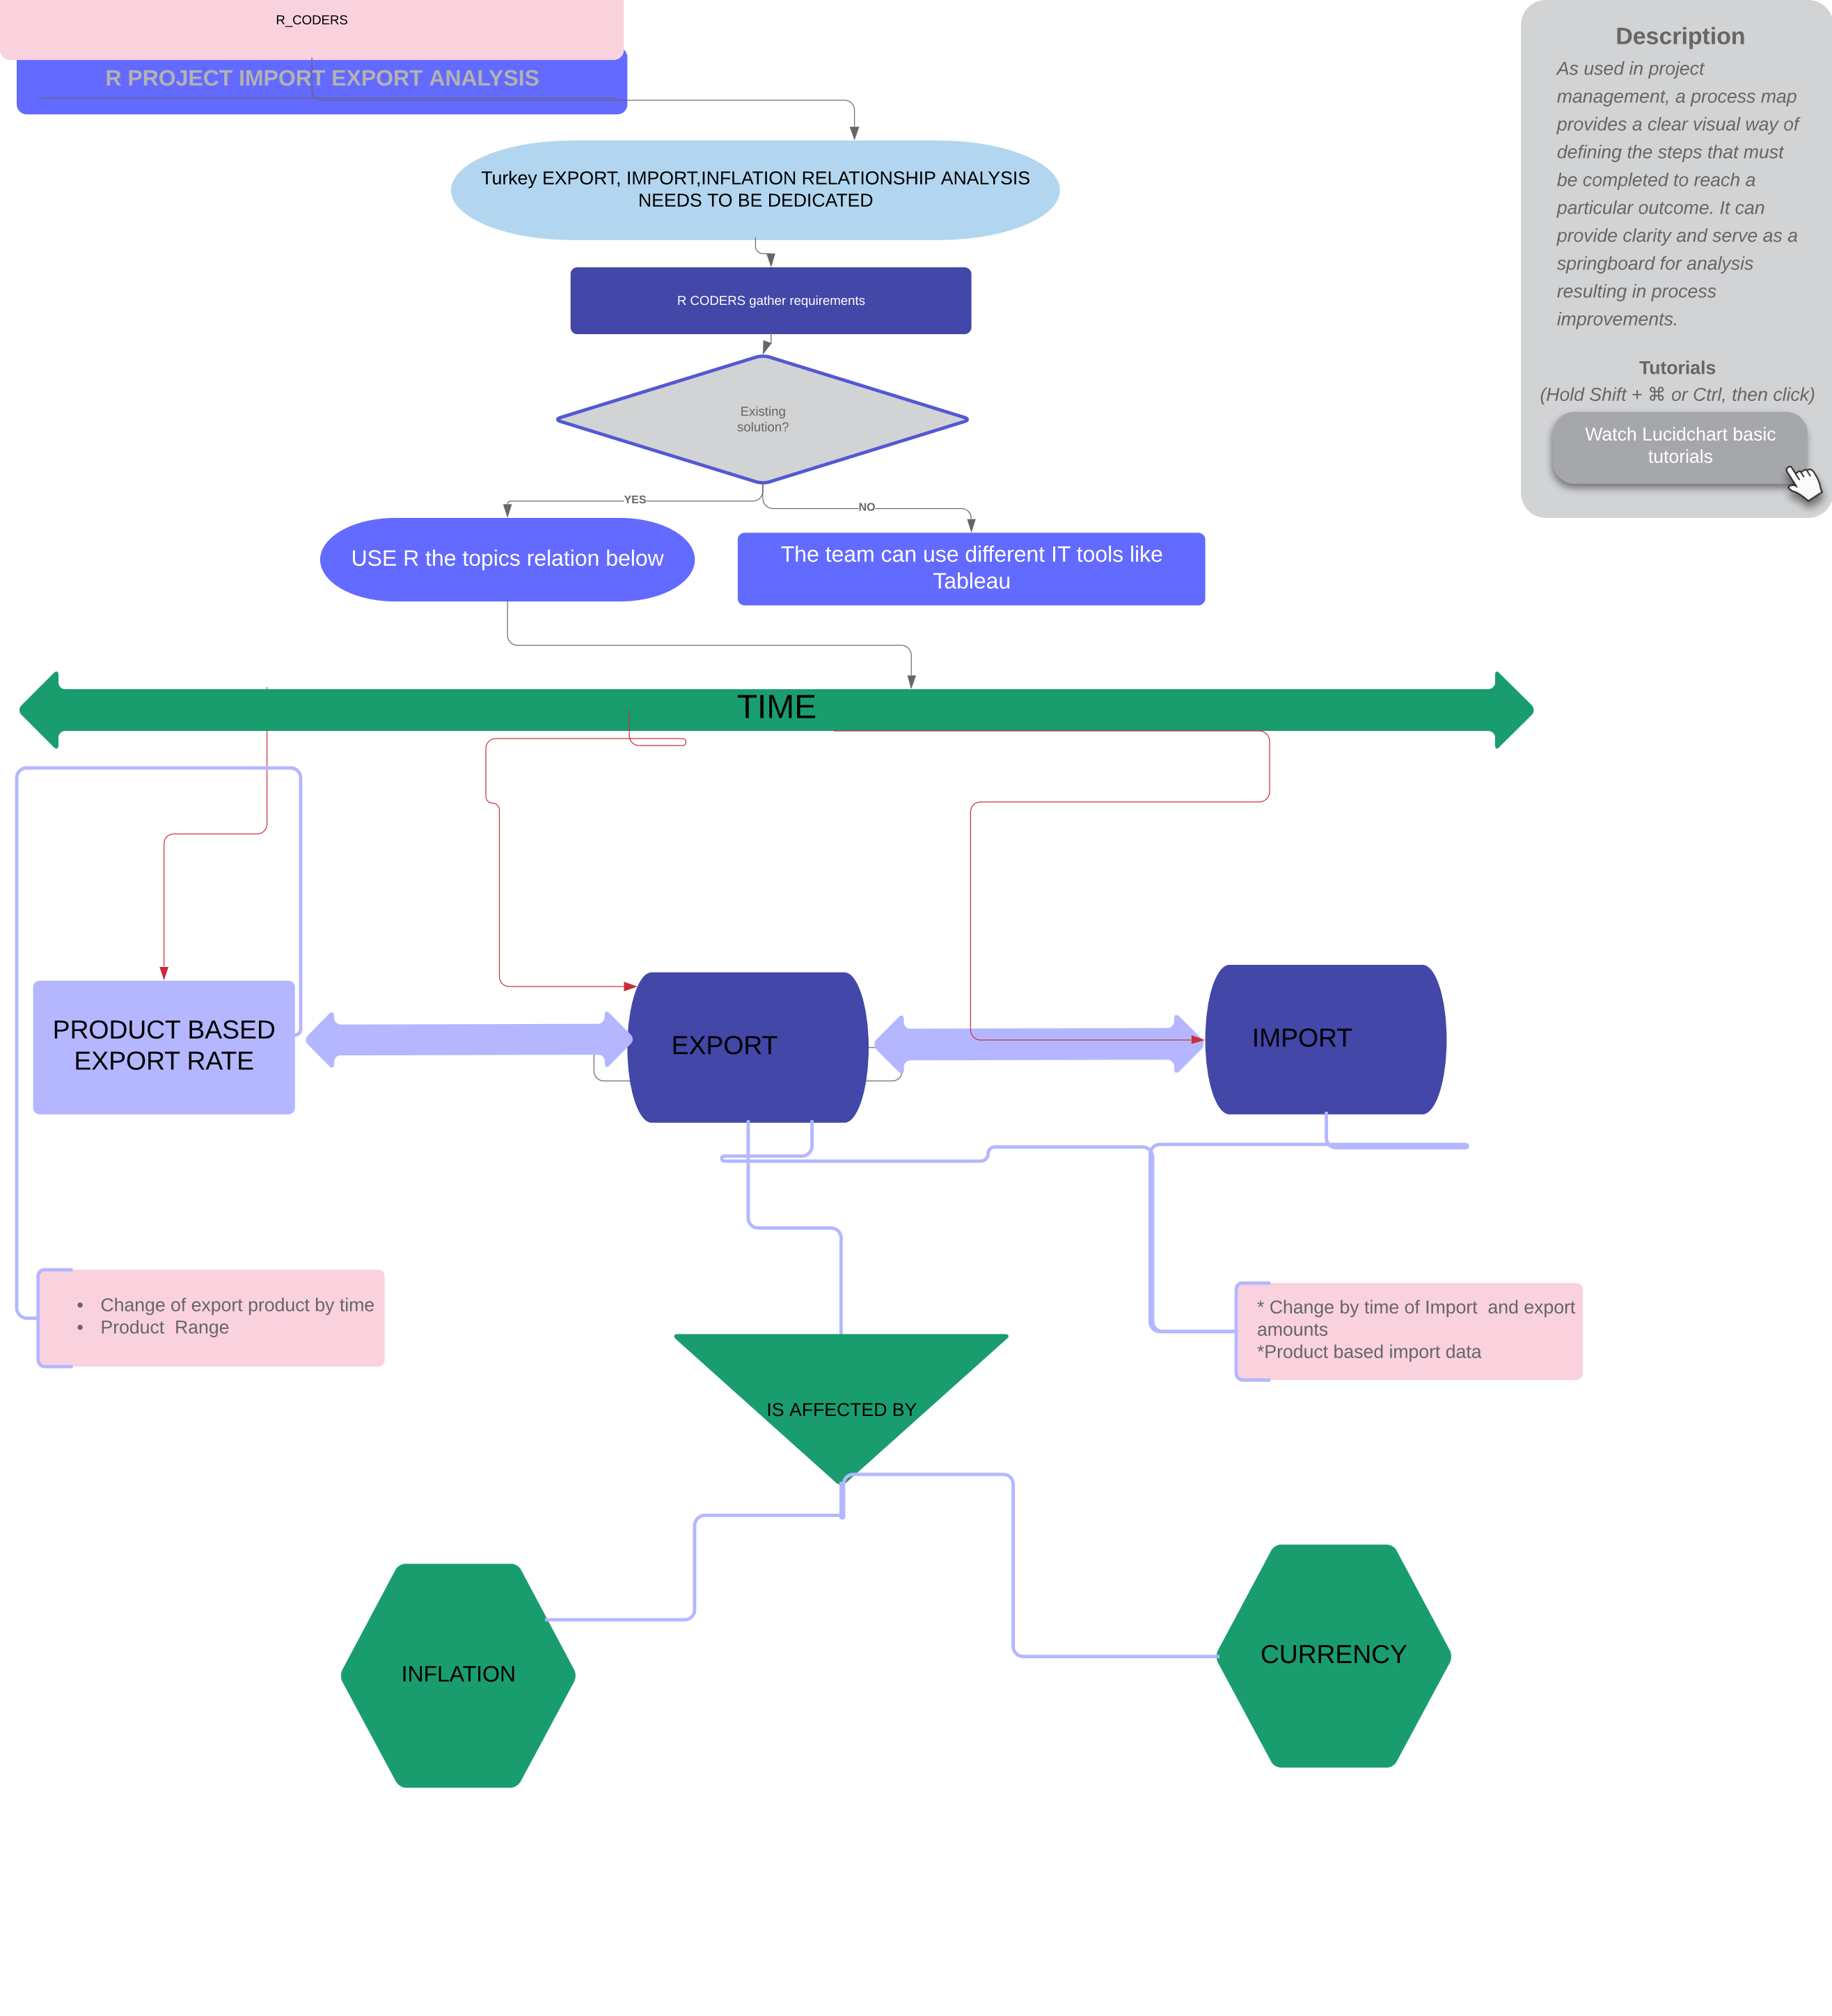 R_CODERS
R PROJECT IMPORT EXPORT ANALYSIS
Description
As used in project
management, a process map
provides a clear visual way of
defining the steps that must
be completed to reach a
particular outcome. It can
provide clarity and serve as a
springboard for analysis
resulting in process
improvements.
Tutorials
(Hold Shift + ⌘ or Ctrl, then click)
Watch Lucidchart basic
tutorials
Turkey EXPORT, IMPORT,INFLATION RELATIONSHIP ANALYSIS
NEEDS TO BE DEDICATED
R CODERS gather requirements
Existing
solution?
YES
NO
USE R the topics relation below
The team can use different IT tools like
Tableau
TIME
PRODUCT BASED
EXPORT RATE
EXPORT
IMPORT
• Change of export product by time
• Product  Range
* Change by time of Import  and export
amounts
*Product based import data
IS AFFECTED BY
INFLATION
CURRENCY